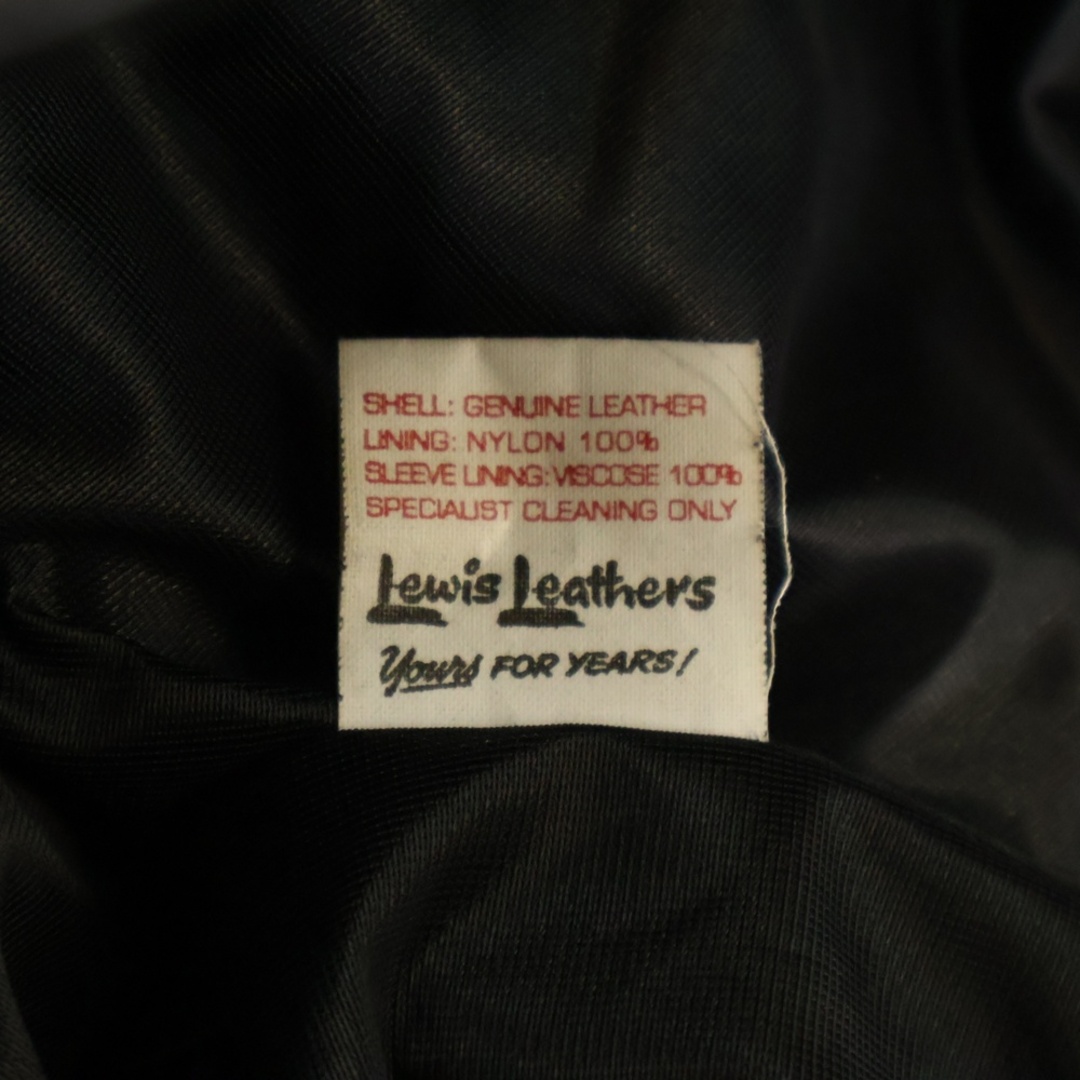 SHELL: GENUINE LEATHER
LINING: NYLON 100%
SLEEVE LINING: VISCOSE 100%
SPECIALIST CLEANING ONLY
Lewis Leathers
Yours FOR YEARS!